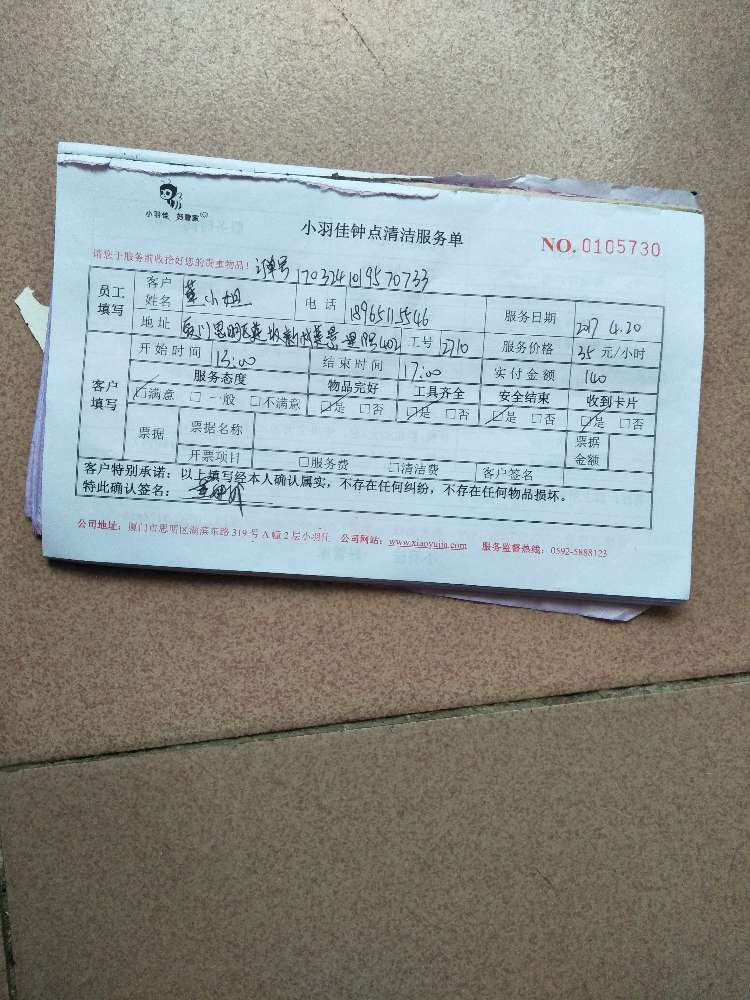 小羽佳 好管家
小羽佳钟点清洁服务单
NO. 0105730
请您于服务前收拾好您的贵重物品！ 订单号 1703241019570733
员工填写 客户姓名 小姐 电话 18965115546 服务日期 2017 4.20
地址 厦门思明区 402 工号 2710 服务价格 35 元/小时
客户填写 开始时间 13:00 结束时间 17:00 实付金额 140
服务态度 物品完好 工具齐全 安全结束 收到卡片
☑满意 □一般 □不满意 ☑是 □否 ☑是 □否 ☑是 □否 ☑是 □否
票据 票据名称 票据金额
开票项目 □服务费 □清洁费 客户签名
客户特别承诺：以上填写经本人确认属实，不存在任何纠纷，不存在任何物品损坏。
特此确认签名：
公司地址：厦门市思明区湖滨东路 319 号 A 幢 2 层小羽佳 公司网站：www.xiaoyujia.com 服务监督热线：0592-5888123